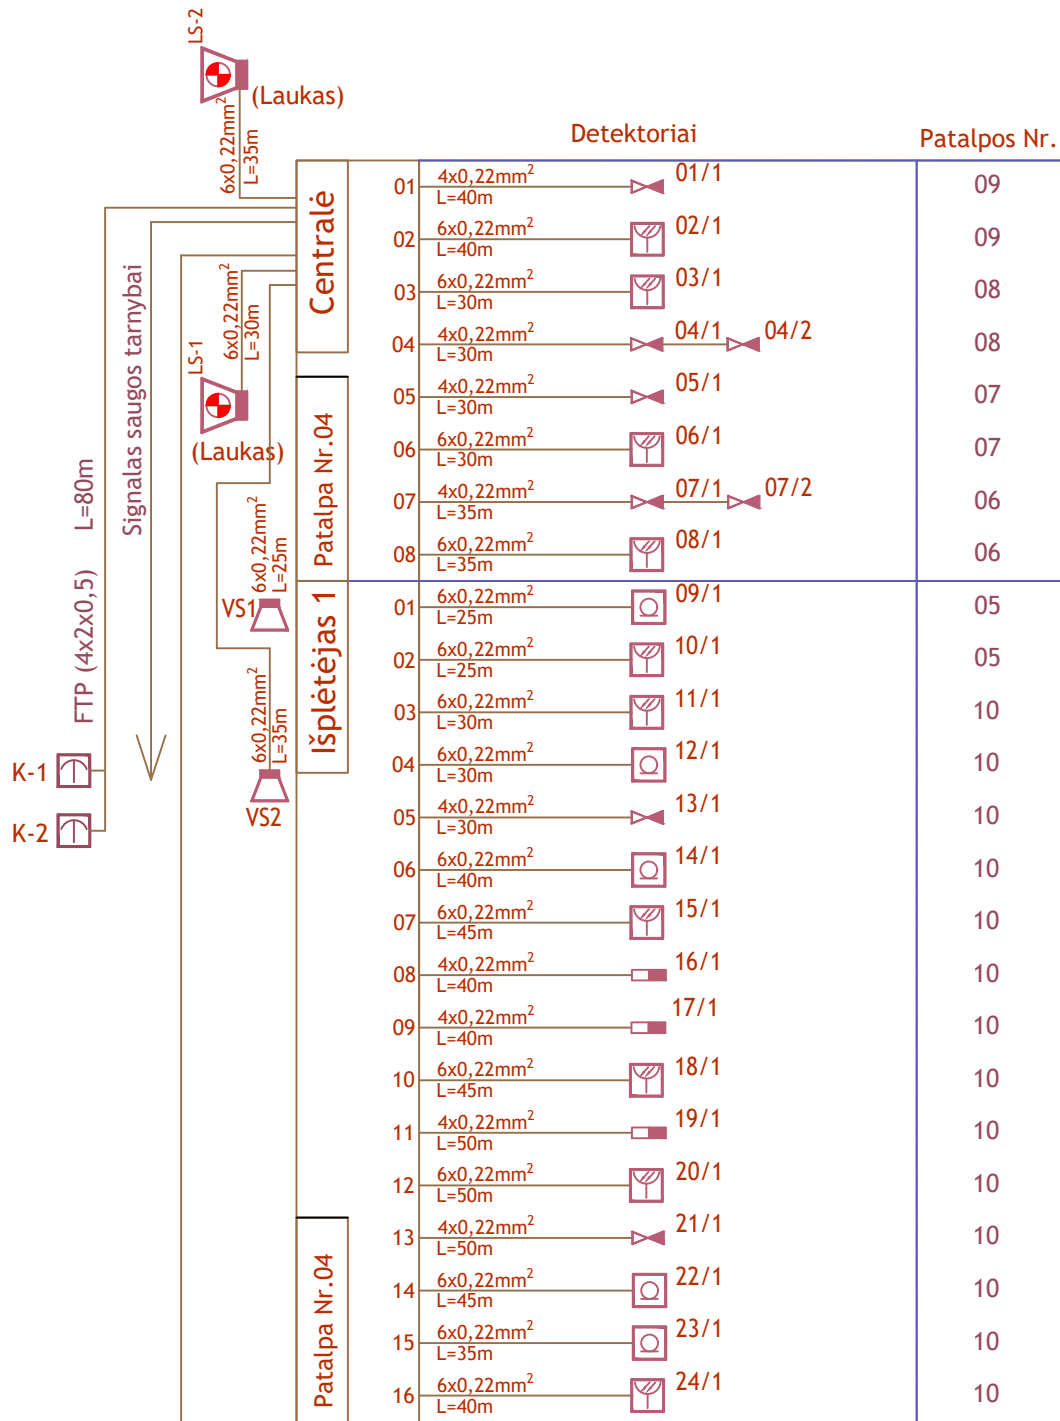 LS-2
(Laukas)
6x0,22mm²
L=35m
Detektoriai
Patalpos Nr.
Centralė
Signalas saugos tarnybai
6x0,22mm²
L=30m
LS-1
(Laukas)
Patalpa Nr.04
FTP (4x2x0,5) L=80m
6x0,22mm²
L=25m
VS1
Išplėtėjas 1
6x0,22mm²
L=35m
VS2
K-1
K-2
Patalpa Nr.04
01 4x0,22mm² L=40m 01/1 09
02 6x0,22mm² L=40m 02/1 09
03 6x0,22mm² L=30m 03/1 08
04 4x0,22mm² L=30m 04/1 04/2 08
05 4x0,22mm² L=30m 05/1 07
06 6x0,22mm² L=30m 06/1 07
07 4x0,22mm² L=35m 07/1 07/2 06
08 6x0,22mm² L=35m 08/1 06
01 6x0,22mm² L=25m 09/1 05
02 6x0,22mm² L=25m 10/1 05
03 6x0,22mm² L=30m 11/1 10
04 6x0,22mm² L=30m 12/1 10
05 4x0,22mm² L=30m 13/1 10
06 6x0,22mm² L=40m 14/1 10
07 6x0,22mm² L=45m 15/1 10
08 4x0,22mm² L=40m 16/1 10
09 4x0,22mm² L=40m 17/1 10
10 6x0,22mm² L=45m 18/1 10
11 4x0,22mm² L=50m 19/1 10
12 6x0,22mm² L=50m 20/1 10
13 4x0,22mm² L=50m 21/1 10
14 6x0,22mm² L=45m 22/1 10
15 6x0,22mm² L=35m 23/1 10
16 6x0,22mm² L=40m 24/1 10